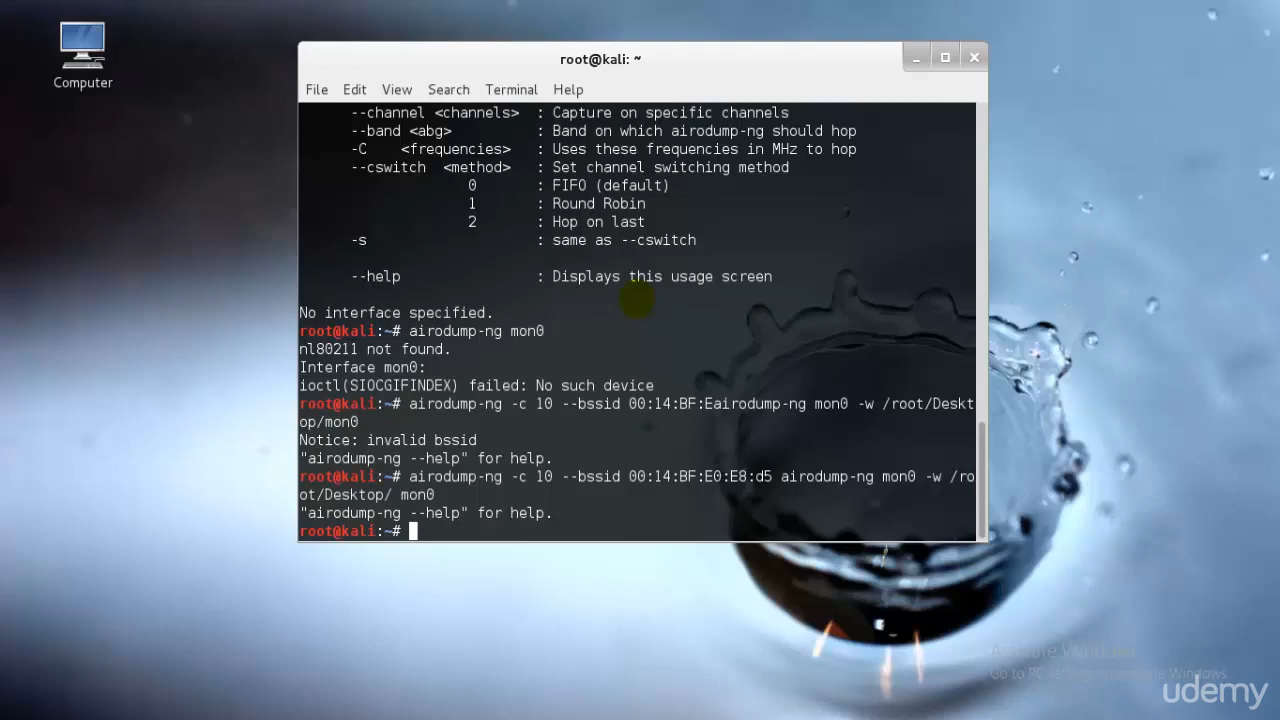 Computer
root@kali: ~
File Edit View Search Terminal Help
--channel <channels> : Capture on specific channels
--band <abg> : Band on which airodump-ng should hop
-C <frequencies> : Uses these frequencies in MHz to hop
--cswitch <method> : Set channel switching method
0 : FIFO (default)
1 : Round Robin
2 : Hop on last
-s : same as --cswitch
--help : Displays this usage screen
No interface specified.
root@kali:~# airodump-ng mon0
nl80211 not found.
Interface mon0:
ioctl(SIOCGIFINDEX) failed: No such device
root@kali:~# airodump-ng -c 10 --bssid 00:14:BF:Eairodump-ng mon0 -w /root/Deskt
op/mon0
Notice: invalid bssid
"airodump-ng --help" for help.
root@kali:~# airodump-ng -c 10 --bssid 00:14:BF:E0:E8:d5 airodump-ng mon0 -w /ro
ot/Desktop/ mon0
"airodump-ng --help" for help.
root@kali:~#
Activate Windows
Go to PC settings to activate Windows.
udemy